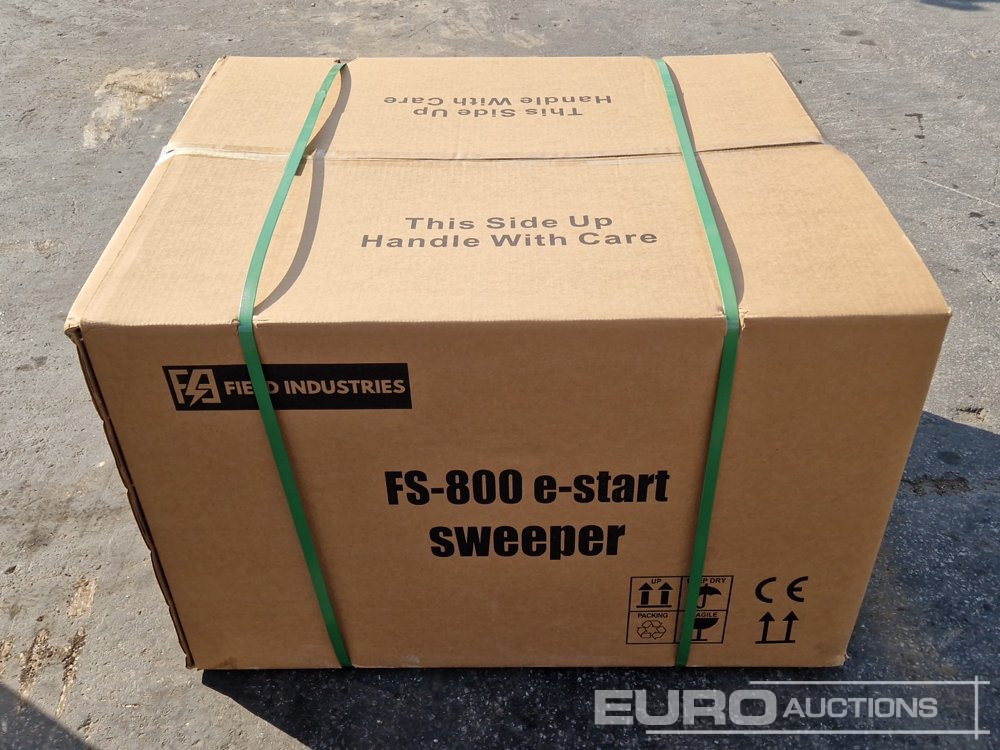 This Side Up
Handle With Care
This Side Up
Handle With Care
FIELD INDUSTRIES
FS-800 e-start
sweeper
UP
KEEP DRY
PACKING
FRAGILE
CE
EURO AUCTIONS